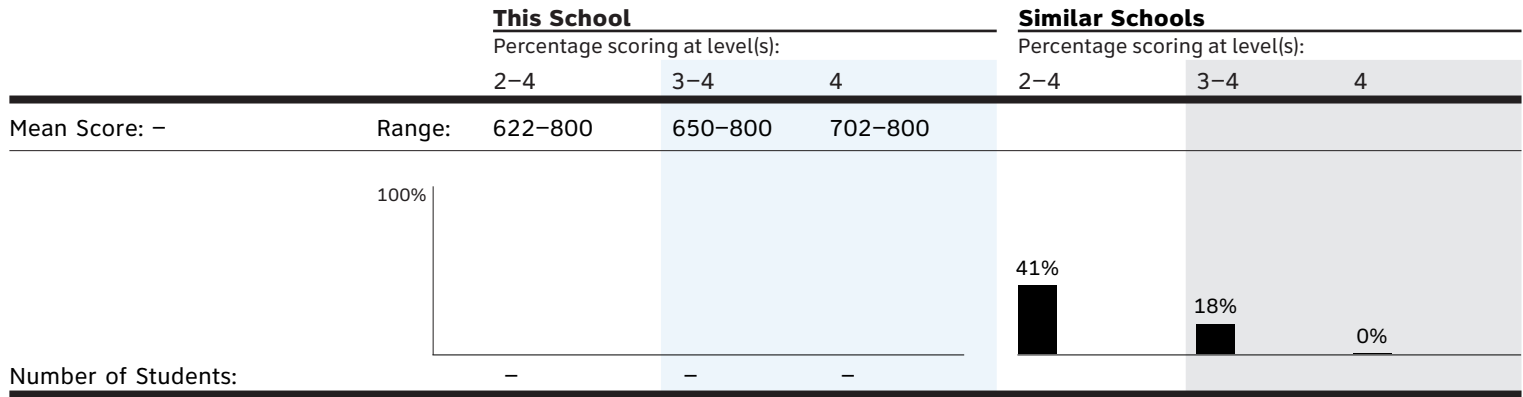 This School Similar Schools
Percentage scoring at level(s): Percentage scoring at level(s):
2–4 3–4 4 2–4 3–4 4
Mean Score: – Range: 622–800 650–800 702–800
100%
41%
18%
0%
Number of Students: – – –